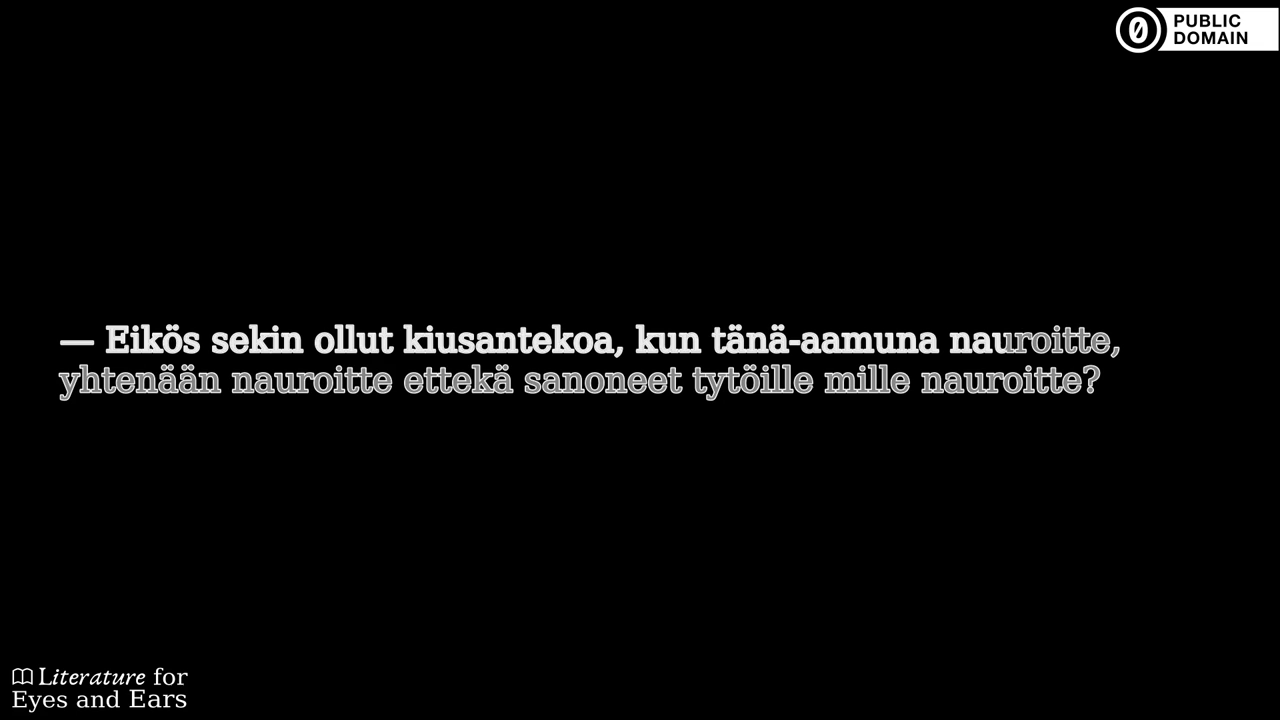 PUBLIC
DOMAIN
— Eikös sekin ollut kiusantekoa, kun tänä-aamuna nauroitte,
yhtenään nauroitte ettekä sanoneet tytöille mille nauroitte?
Literature for
Eyes and Ears